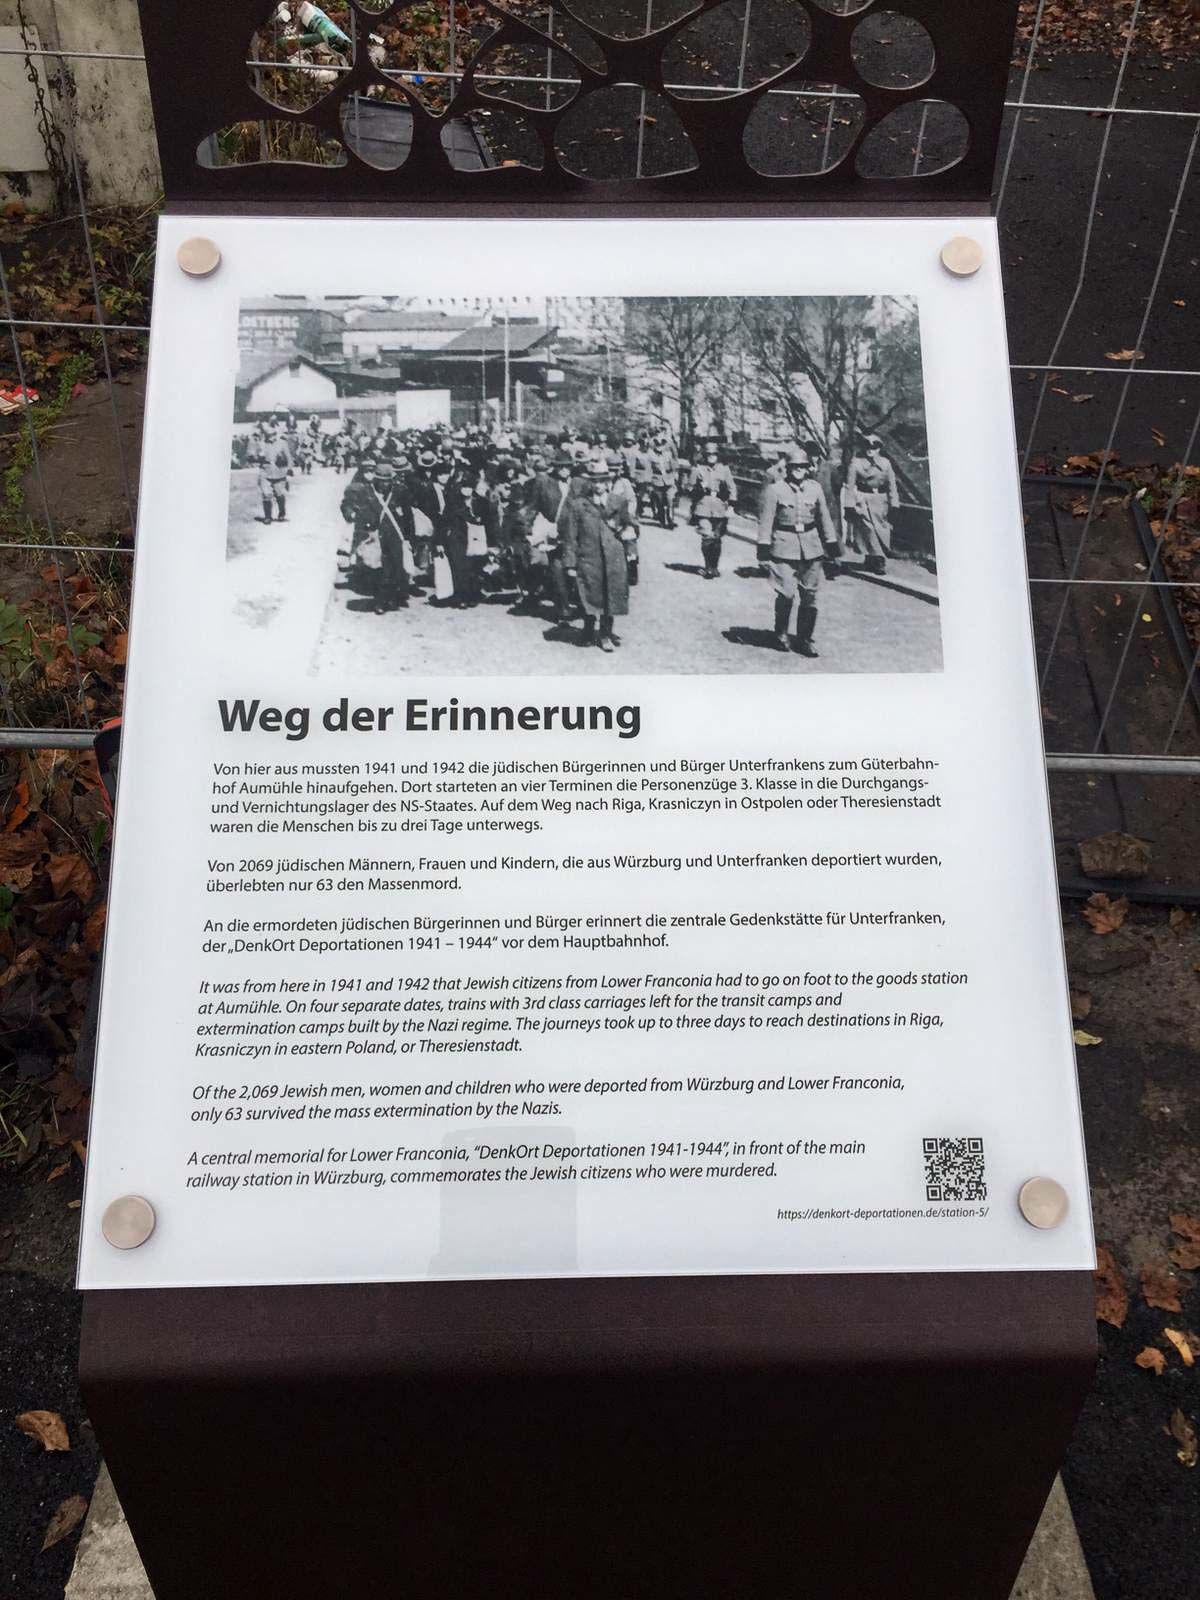 LOSTBERG
Weg der Erinnerung
Von hier aus mussten 1941 und 1942 die jüdischen Bürgerinnen und Bürger Unterfrankens zum Güterbahn-
hof Aumühle hinaufgehen. Dort starteten an vier Terminen die Personenzüge 3. Klasse in die Durchgangs-
und Vernichtungslager des NS-Staates. Auf dem Weg nach Riga, Krasniczyn in Ostpolen oder Theresienstadt
waren die Menschen bis zu drei Tage unterwegs.
Von 2069 jüdischen Männern, Frauen und Kindern, die aus Würzburg und Unterfranken deportiert wurden,
überlebten nur 63 den Massenmord.
An die ermordeten jüdischen Bürgerinnen und Bürger erinnert die zentrale Gedenkstätte für Unterfranken,
der „DenkOrt Deportationen 1941 – 1944“ vor dem Hauptbahnhof.
It was from here in 1941 and 1942 that Jewish citizens from Lower Franconia had to go on foot to the goods station
at Aumühle. On four separate dates, trains with 3rd class carriages left for the transit camps and
extermination camps built by the Nazi regime. The journeys took up to three days to reach destinations in Riga,
Krasniczyn in eastern Poland, or Theresienstadt.
Of the 2,069 Jewish men, women and children who were deported from Würzburg and Lower Franconia,
only 63 survived the mass extermination by the Nazis.
A central memorial for Lower Franconia, “DenkOrt Deportationen 1941-1944”, in front of the main
railway station in Würzburg, commemorates the Jewish citizens who were murdered.
https://denkort-deportationen.de/station-5/